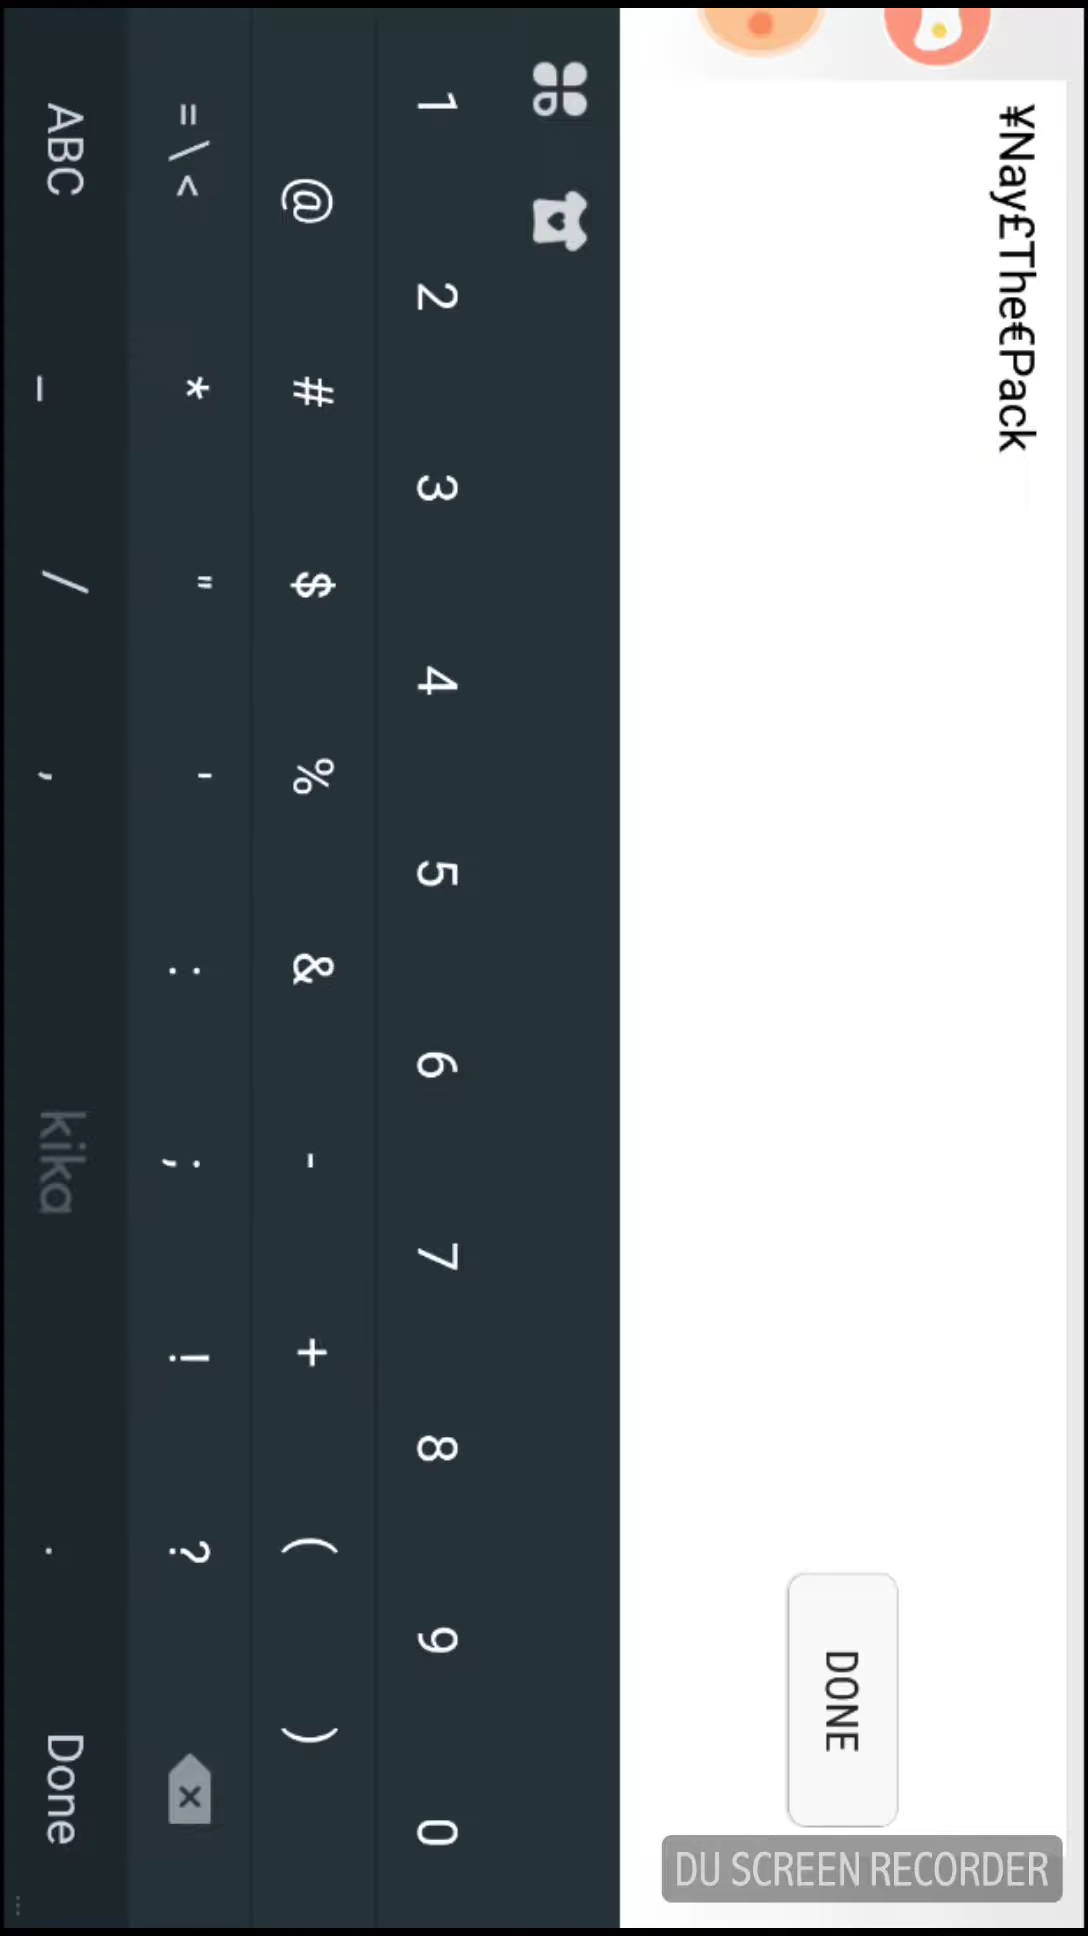 ¥Nay£The€Pack
DONE
1 2 3 4 5 6 7 8 9 0
@ # $ % & - + ( )
=\< * " ' : ; ! ?
ABC _ / , kika . Done
DU SCREEN RECORDER